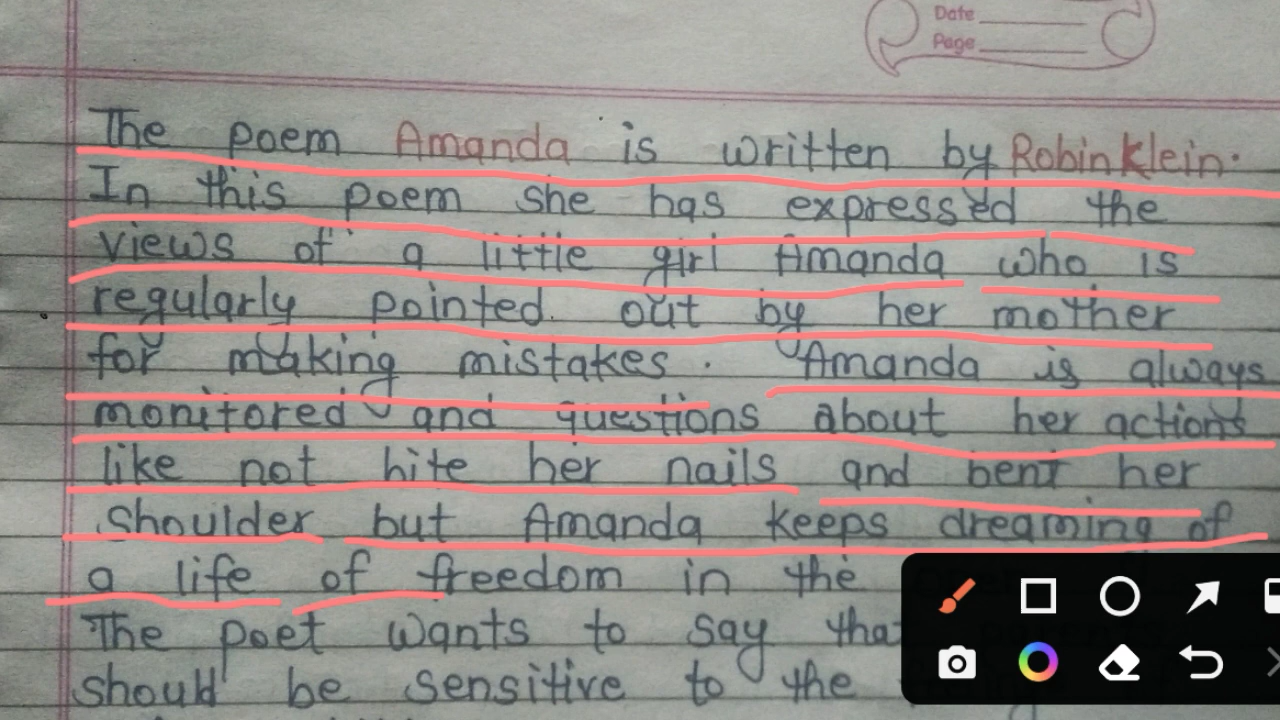 Date
Page
The poem Amanda is written by Robin Klein.
In this poem she has expressed the
views of a little girl Amanda who is
regularly pointed out by her mother
for making mistakes. Amanda is always
monitored and questions about her actions
like not bite her nails and bent her
shoulder but Amanda keeps dreaming of
a life of freedom in the
The poet wants to say that
should be sensitive to the